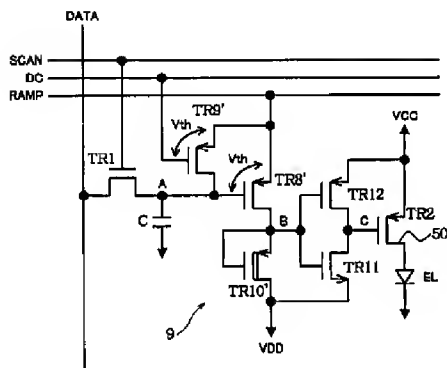 DATA
SCAN
DC
RAMP
Vth
TR9'
VCC
TR1
A
Vth
TR8'
TR12
TR2
C
B
C
50
TR10'
TR11
EL
9
VDD